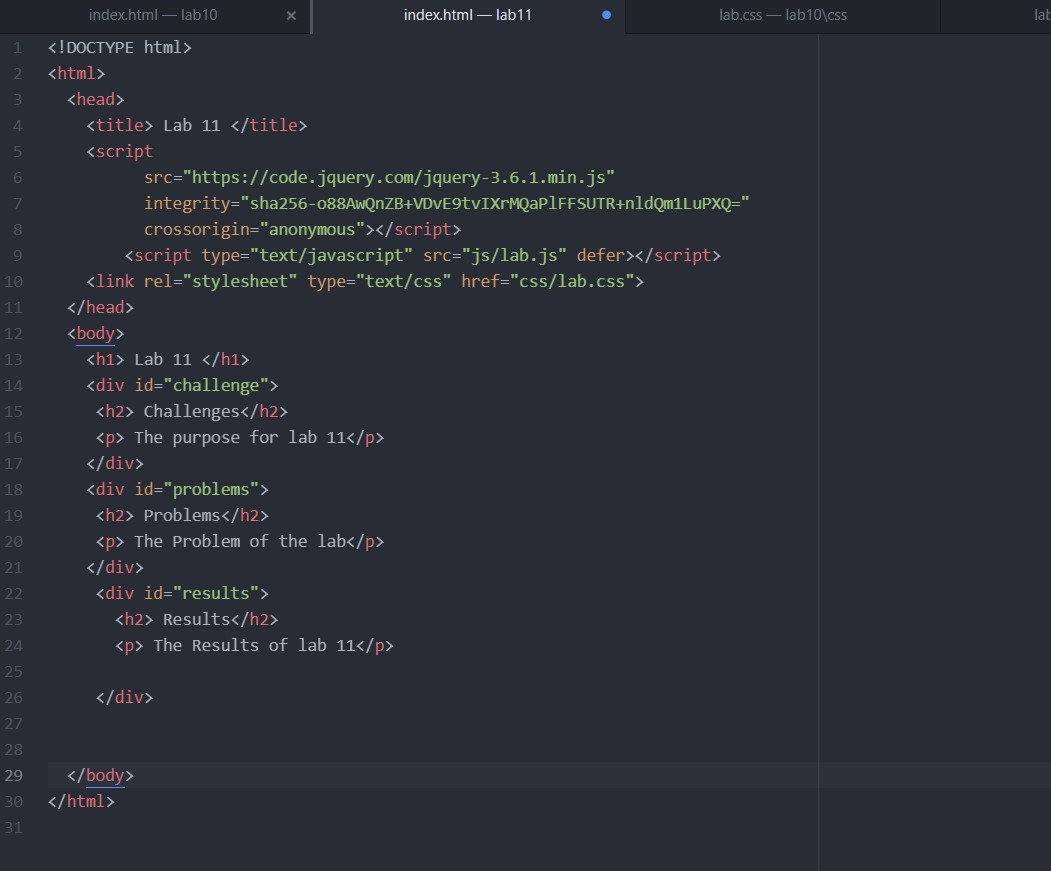 index.html — lab10 × index.html — lab11 lab.css — lab10\css lab
1 <!DOCTYPE html>
2 <html>
3   <head>
4     <title> Lab 11 </title>
5     <script
6           src="https://code.jquery.com/jquery-3.6.1.min.js"
7           integrity="sha256-o88AwQnZB+VDvE9tvIXrMQaPlFFSUTR+nldQm1LuPXQ="
8           crossorigin="anonymous"></script>
9         <script type="text/javascript" src="js/lab.js" defer></script>
10     <link rel="stylesheet" type="text/css" href="css/lab.css">
11   </head>
12   <body>
13     <h1> Lab 11 </h1>
14     <div id="challenge">
15      <h2> Challenges</h2>
16      <p> The purpose for lab 11</p>
17     </div>
18     <div id="problems">
19      <h2> Problems</h2>
20      <p> The Problem of the lab</p>
21     </div>
22      <div id="results">
23        <h2> Results</h2>
24        <p> The Results of lab 11</p>
25
26      </div>
27
28
29   </body>
30 </html>
31